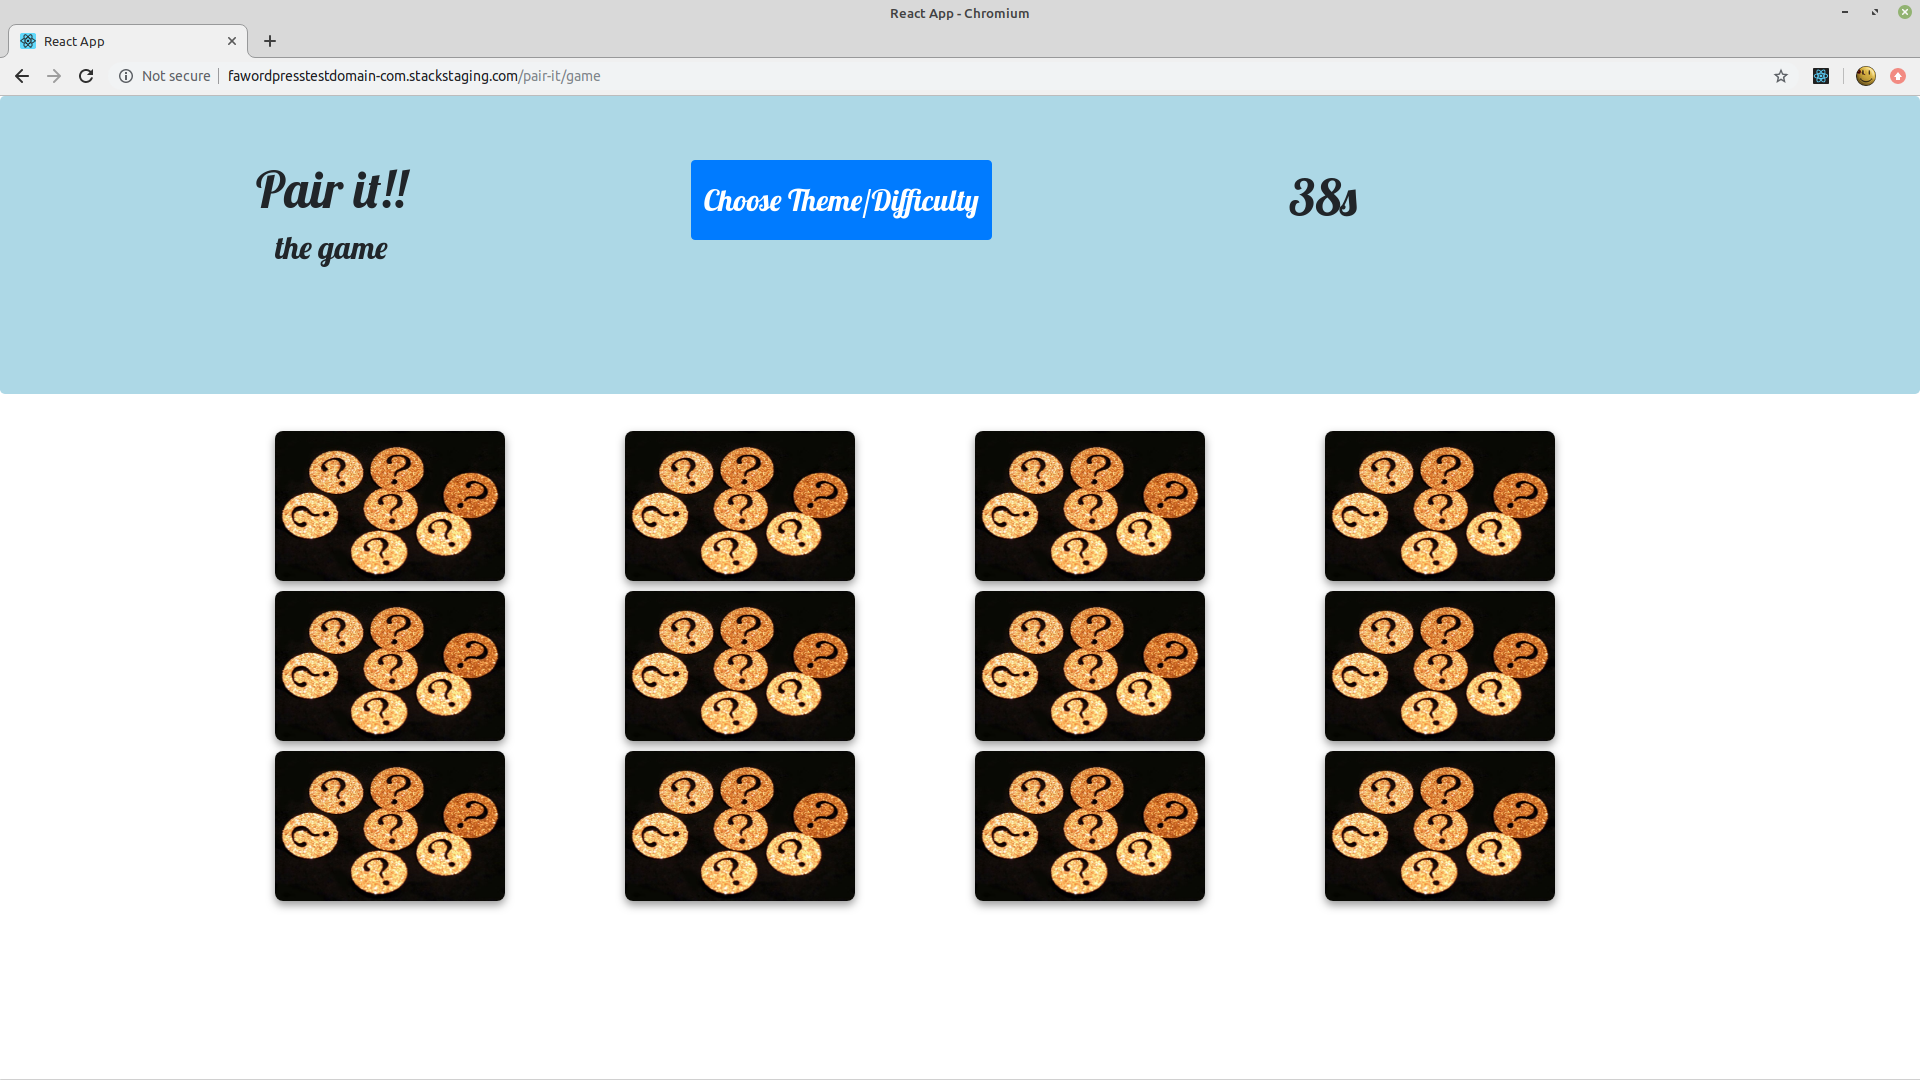 React App - Chromium
React App
Not secure
fawordpresstestdomain-com.stackstaging.com/pair-it/game
Pair it!!
the game
Choose Theme/Difficulty
38s
? ? ? ? ? ? ?
? ? ? ? ? ? ?
? ? ? ? ? ? ?
? ? ? ? ? ? ?
? ? ? ? ? ? ?
? ? ? ? ? ? ?
? ? ? ? ? ? ?
? ? ? ? ? ? ?
? ? ? ? ? ? ?
? ? ? ? ? ? ?
? ? ? ? ? ? ?
? ? ? ? ? ? ?